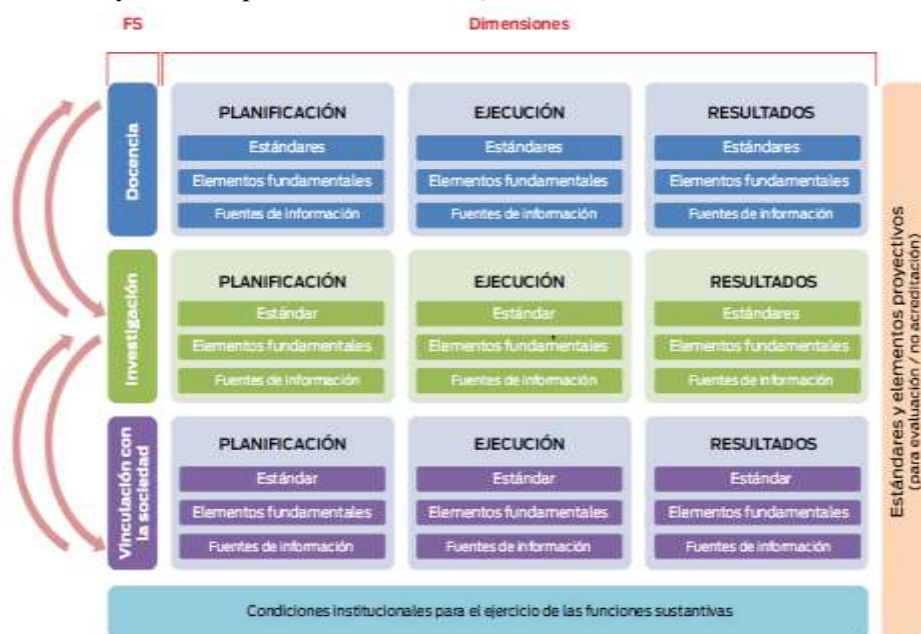 FS
Dimensiones
Docencia
PLANIFICACIÓN
Estándares
Elementos fundamentales
Fuentes de información
EJECUCIÓN
Estándares
Elementos fundamentales
Fuentes de información
RESULTADOS
Estándares
Elementos fundamentales
Fuentes de información
Investigación
PLANIFICACIÓN
Estándar
Elementos fundamentales
Fuentes de información
EJECUCIÓN
Estándar
Elementos fundamentales
Fuentes de información
RESULTADOS
Estándares
Elementos fundamentales
Fuentes de información
Vinculación con
la sociedad
PLANIFICACIÓN
Estándar
Elementos fundamentales
Fuentes de información
EJECUCIÓN
Estándar
Elementos fundamentales
Fuentes de información
RESULTADOS
Estándar
Elementos fundamentales
Fuentes de información
Condiciones institucionales para el ejercicio de las funciones sustantivas
Estándares y elementos proyectivos
(para evaluación / no acreditación)